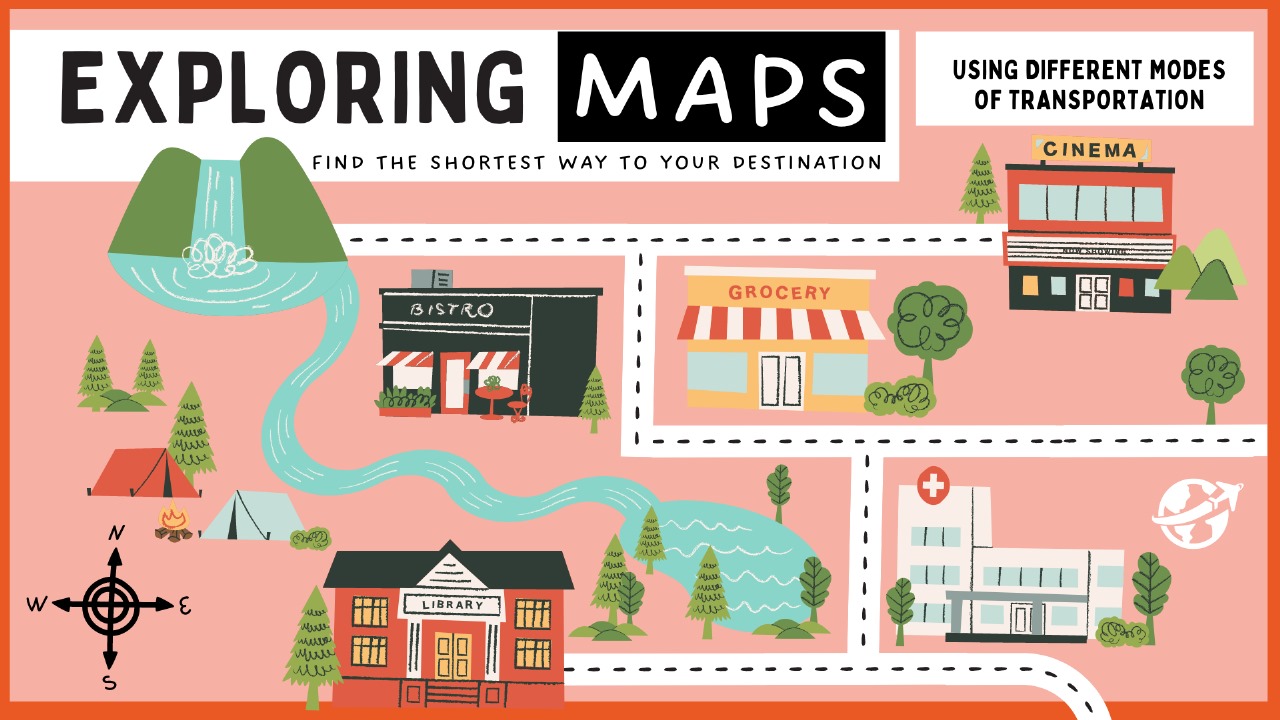 EXPLORING MAPS
FIND THE SHORTEST WAY TO YOUR DESTINATION
USING DIFFERENT MODES
OF TRANSPORTATION
CINEMA
NOW SHOWING
BISTRO
GROCERY
LIBRARY
N
W E
S